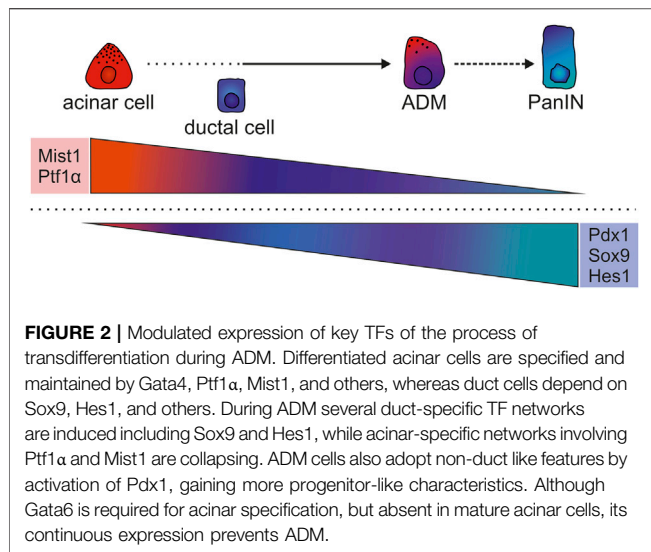 acinar cell
ductal cell
ADM
PanIN
Mist1
Ptf1α
Pdx1
Sox9
Hes1
FIGURE 2 | Modulated expression of key TFs of the process of
transdifferentiation during ADM. Differentiated acinar cells are specified and
maintained by Gata4, Ptf1α, Mist1, and others, whereas duct cells depend on
Sox9, Hes1, and others. During ADM several duct-specific TF networks
are induced including Sox9 and Hes1, while acinar-specific networks involving
Ptf1α and Mist1 are collapsing. ADM cells also adopt non-duct like features by
activation of Pdx1, gaining more progenitor-like characteristics. Although
Gata6 is required for acinar specification, but absent in mature acinar cells, its
continuous expression prevents ADM.